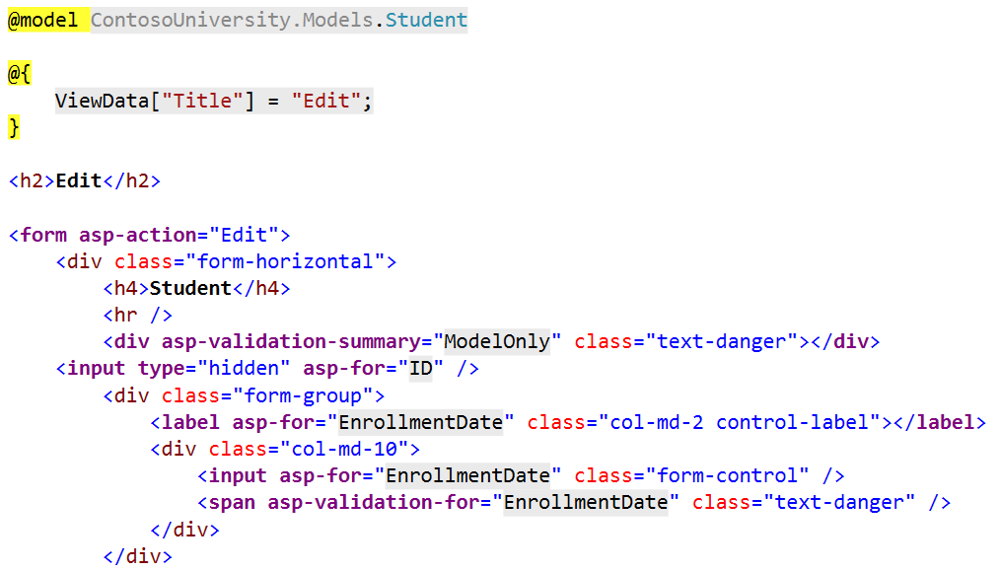 @model ContosoUniversity.Models.Student
@{
ViewData["Title"] = "Edit";
}
<h2>Edit</h2>
<form asp-action="Edit">
<div class="form-horizontal">
<h4>Student</h4>
<hr />
<div asp-validation-summary="ModelOnly" class="text-danger"></div>
<input type="hidden" asp-for="ID" />
<div class="form-group">
<label asp-for="EnrollmentDate" class="col-md-2 control-label"></label>
<div class="col-md-10">
<input asp-for="EnrollmentDate" class="form-control" />
<span asp-validation-for="EnrollmentDate" class="text-danger" />
</div>
</div>